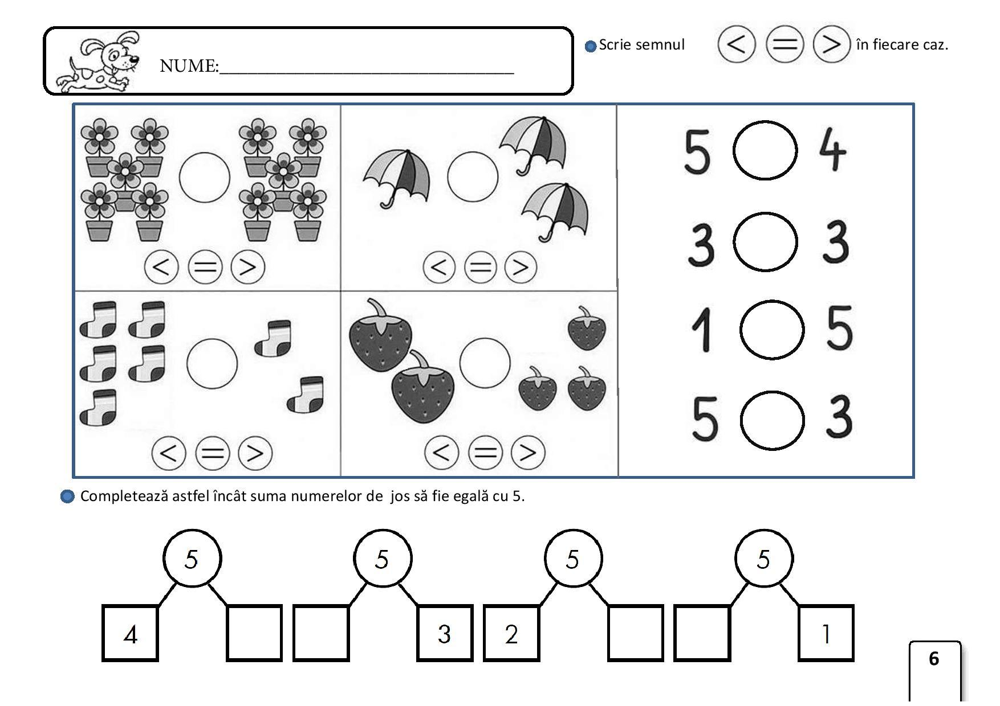 NUME:_________________________________
Scrie semnul < = > în fiecare caz.
< = >
< = >
5 4
3 3
1 5
5 3
< = >
< = >
Completează astfel încât suma numerelor de jos să fie egală cu 5.
5 5 5 5
4 3 2 1
6